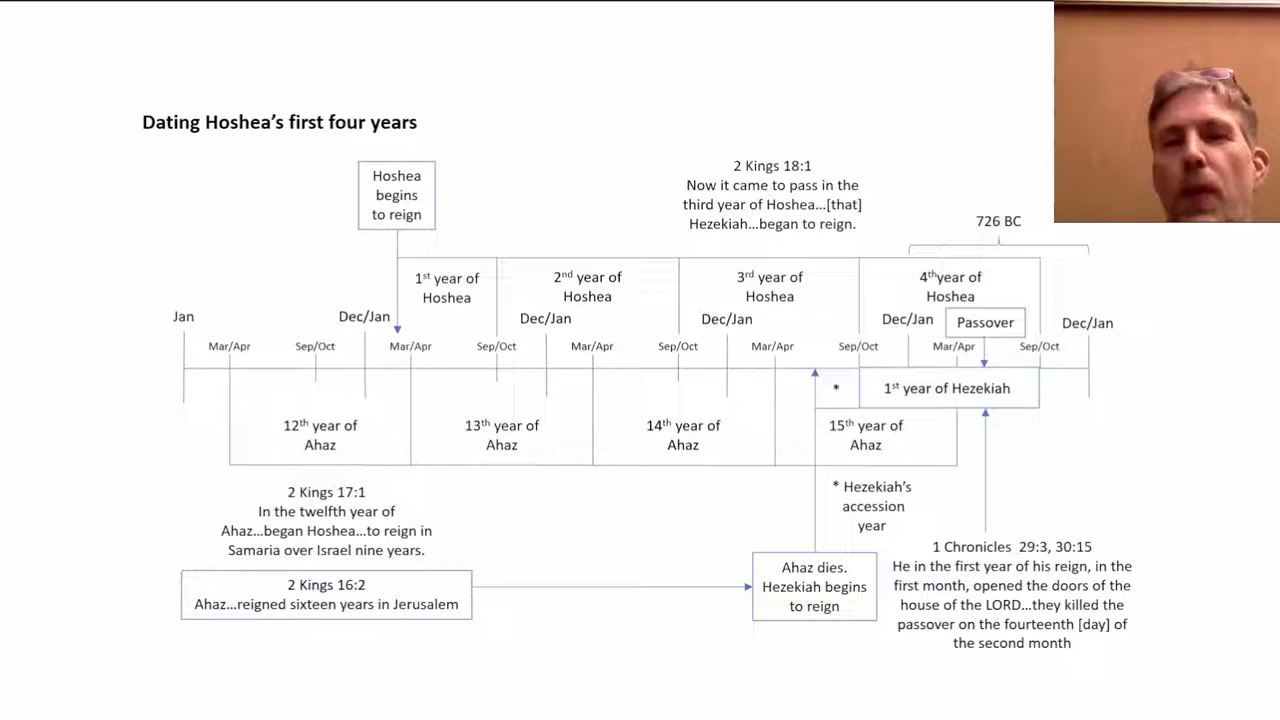 Dating Hoshea's first four years
Hoshea
begins
to reign
2 Kings 18:1
Now it came to pass in the
third year of Hoshea...[that]
Hezekiah...began to reign.
726 BC
1st year of
Hoshea
2nd year of
Hoshea
3rd year of
Hoshea
4thyear of
Hoshea
Jan
Dec/Jan
Dec/Jan
Dec/Jan
Dec/Jan
Passover
Dec/Jan
Mar/Apr
Sep/Oct
Mar/Apr
Sep/Oct
Mar/Apr
Sep/Oct
Mar/Apr
Sep/Oct
Mar/Apr
Sep/Oct
*
1st year of Hezekiah
12th year of
Ahaz
13th year of
Ahaz
14th year of
Ahaz
15th year of
Ahaz
2 Kings 17:1
In the twelfth year of
Ahaz...began Hoshea...to reign in
Samaria over Israel nine years.
* Hezekiah's
accession
year
2 Kings 16:2
Ahaz...reigned sixteen years in Jerusalem
Ahaz dies.
Hezekiah begins
to reign
1 Chronicles 29:3, 30:15
He in the first year of his reign, in the
first month, opened the doors of the
house of the LORD...they killed the
passover on the fourteenth [day] of
the second month